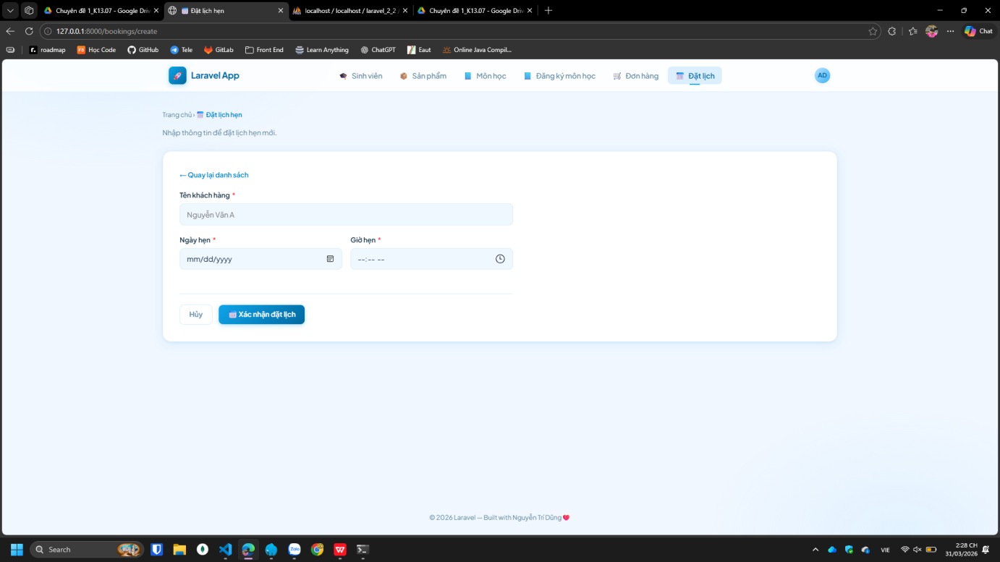 Chuyên đề 1_K13.07 - Google Driv
Đặt lịch hẹn
localhost / localhost / laravel_2_2 /
Chuyên đề 1_K13.07 - Google Driv
127.0.0.1:8000/bookings/create
Chat
roadmap
F8 Học Code
GitHub
Tele
GitLab
Front End
Learn Anything
ChatGPT
Eaut
Online Java Compil...
Laravel App
Sinh viên
Sản phẩm
Môn học
Đăng ký môn học
Đơn hàng
Đặt lịch
AD
Trang chủ › Đặt lịch hẹn
Nhập thông tin để đặt lịch hẹn mới.
← Quay lại danh sách
Tên khách hàng *
Nguyễn Văn A
Ngày hẹn *
Giờ hẹn *
mm/dd/yyyy
--:-- --
Hủy
Xác nhận đặt lịch
© 2026 Laravel — Built with Nguyễn Trí Dũng
Search
Zalo
VIE
2:28 CH
31/03/2026